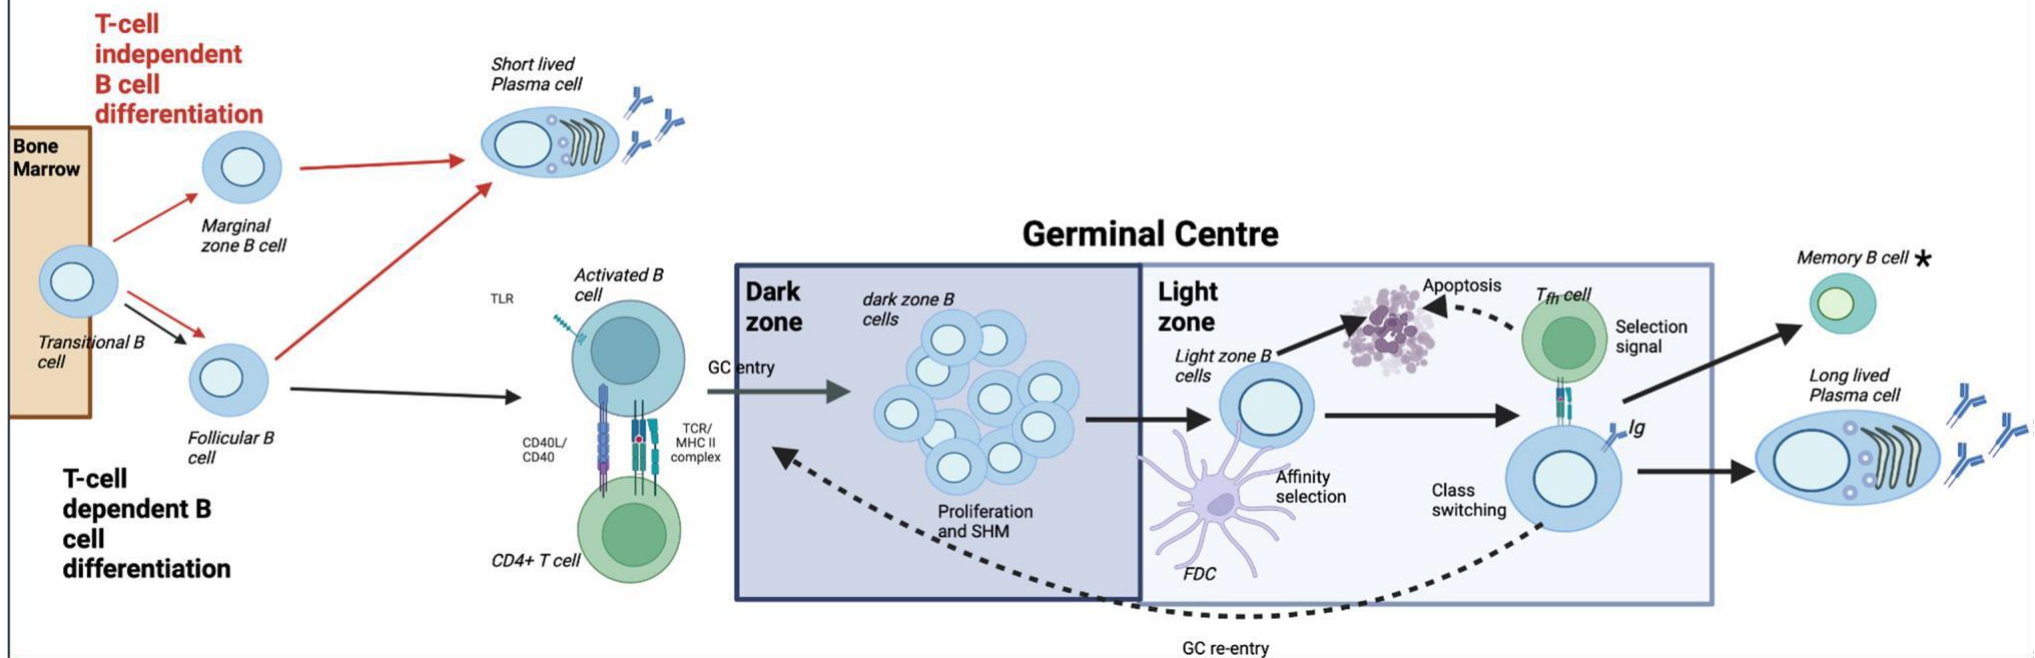 T-cell
independent
B cell
differentiation
Bone
Marrow
Transitional B
cell
Marginal
zone B cell
Follicular B
cell
T-cell
dependent B
cell
differentiation
Short lived
Plasma cell
TLR
Activated B
cell
CD40L/
CD40
TCR/
MHC II
complex
CD4+ T cell
GC entry
Germinal Centre
Dark
zone
dark zone B
cells
Proliferation
and SHM
Light
zone
Light zone B
cells
Apoptosis
Tfh cell
Selection
signal
Affinity
selection
FDC
Class
switching
Ig
GC re-entry
Memory B cell *
Long lived
Plasma cell